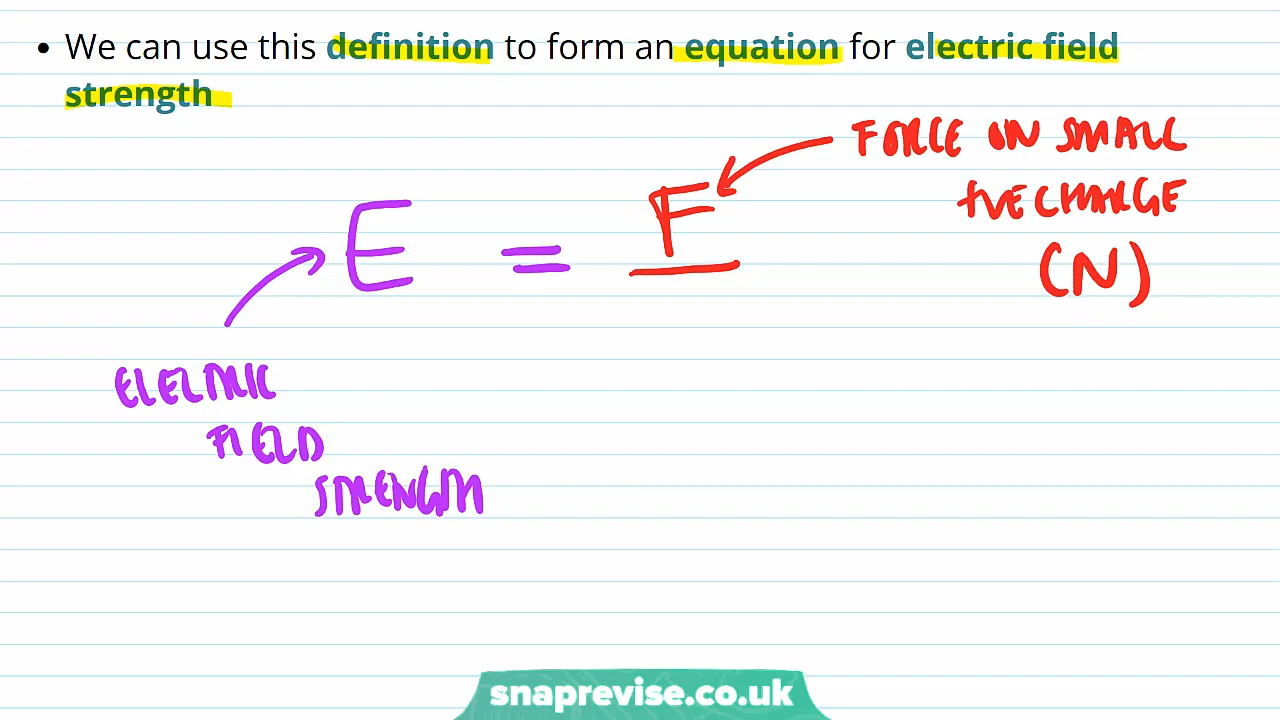 • We can use this definition to form an equation for electric field
strength
FORCE ON SMALL
+VE CHARGE
(N)
E = F
ELECTRIC
FIELD
STRENGTH
snaprevise.co.uk